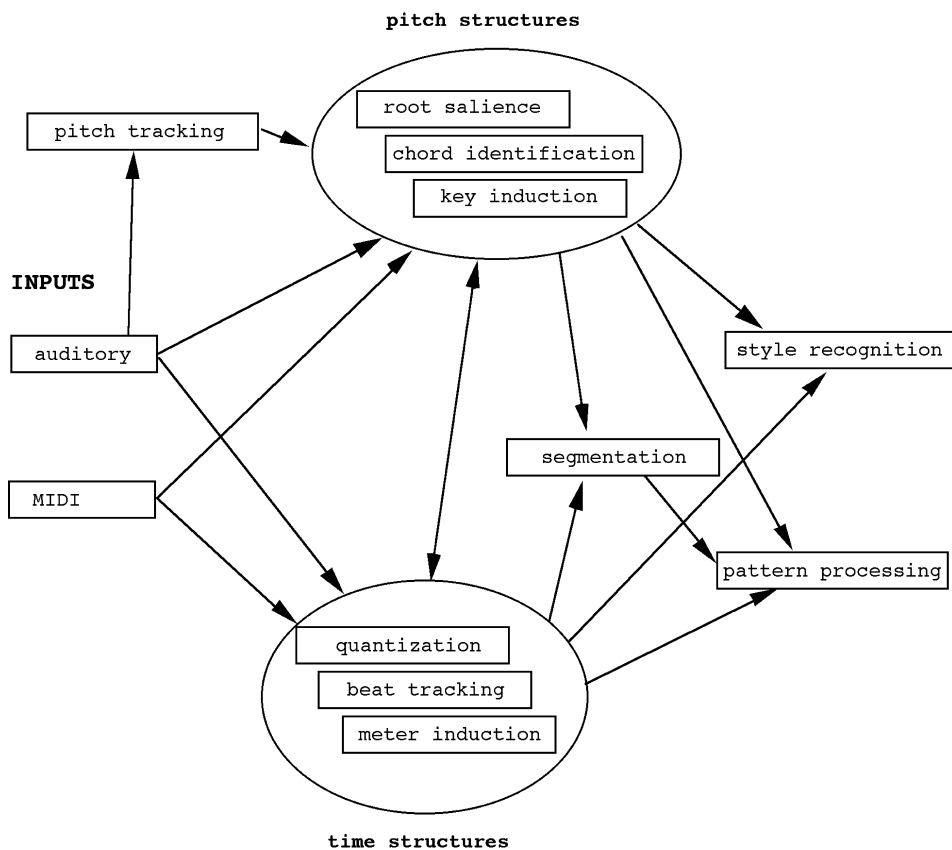 pitch structures
root salience
pitch tracking
chord identification
key induction
INPUTS
auditory
style recognition
segmentation
MIDI
pattern processing
quantization
beat tracking
meter induction
time structures